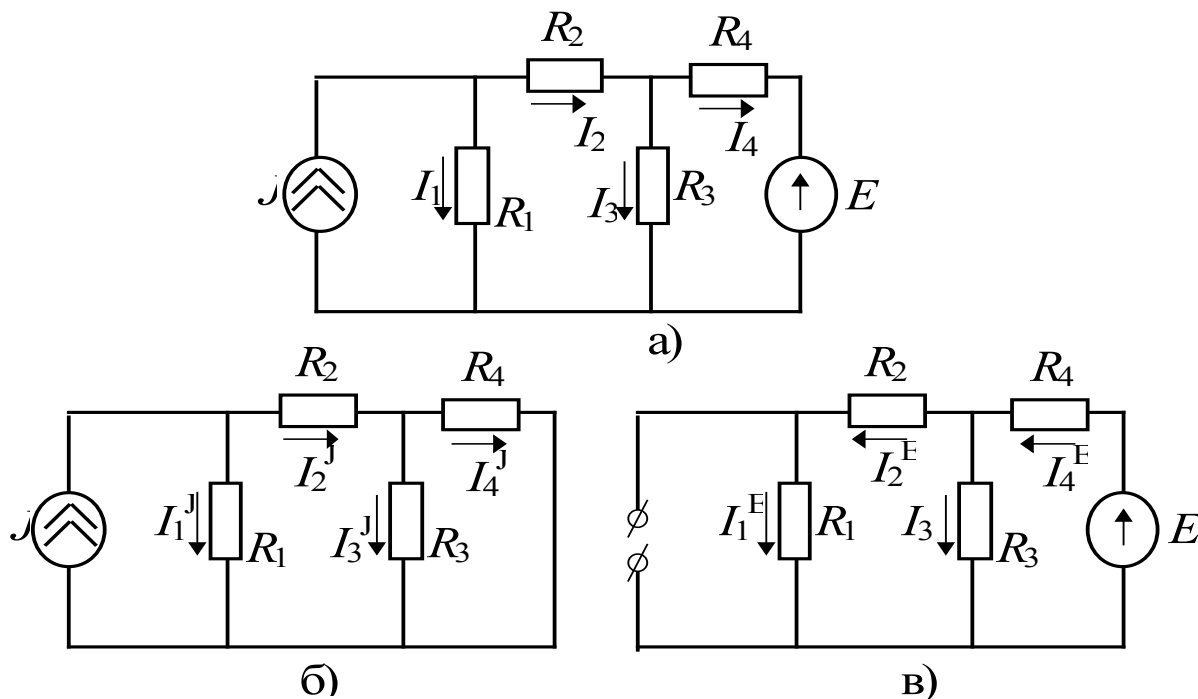 R2 R4
I2 I4
J I1 R1 I3 R3 E
а)
R2 R4
I2J I4J
J I1J R1 I3J R3
б)
R2 R4
I2E I4E
I1E R1 I3 R3 E
в)